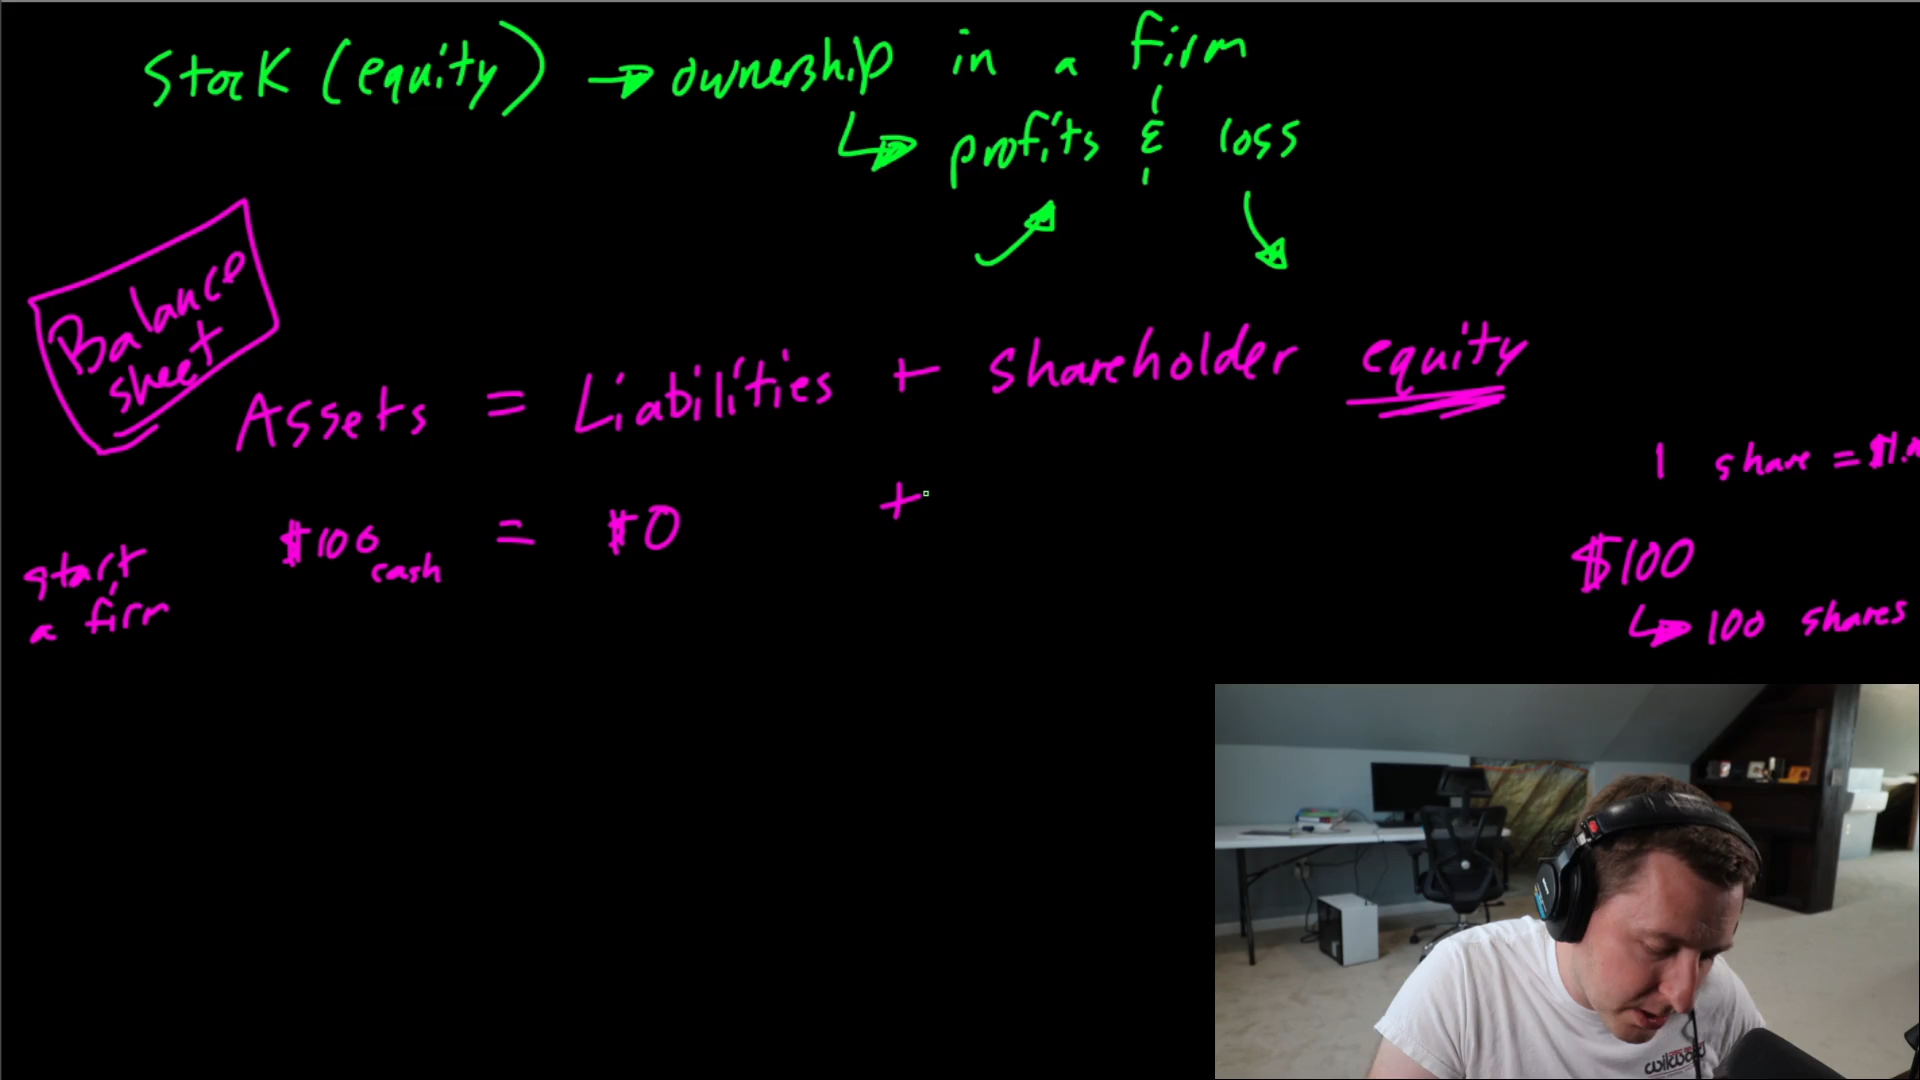 Stock (equity) → ownership in a firm
↳ profits & loss
Balance
sheet
Assets = Liabilities + shareholder equity
1 share =
start
a firm
$100 cash = $0 +
$100
↳ 100 shares